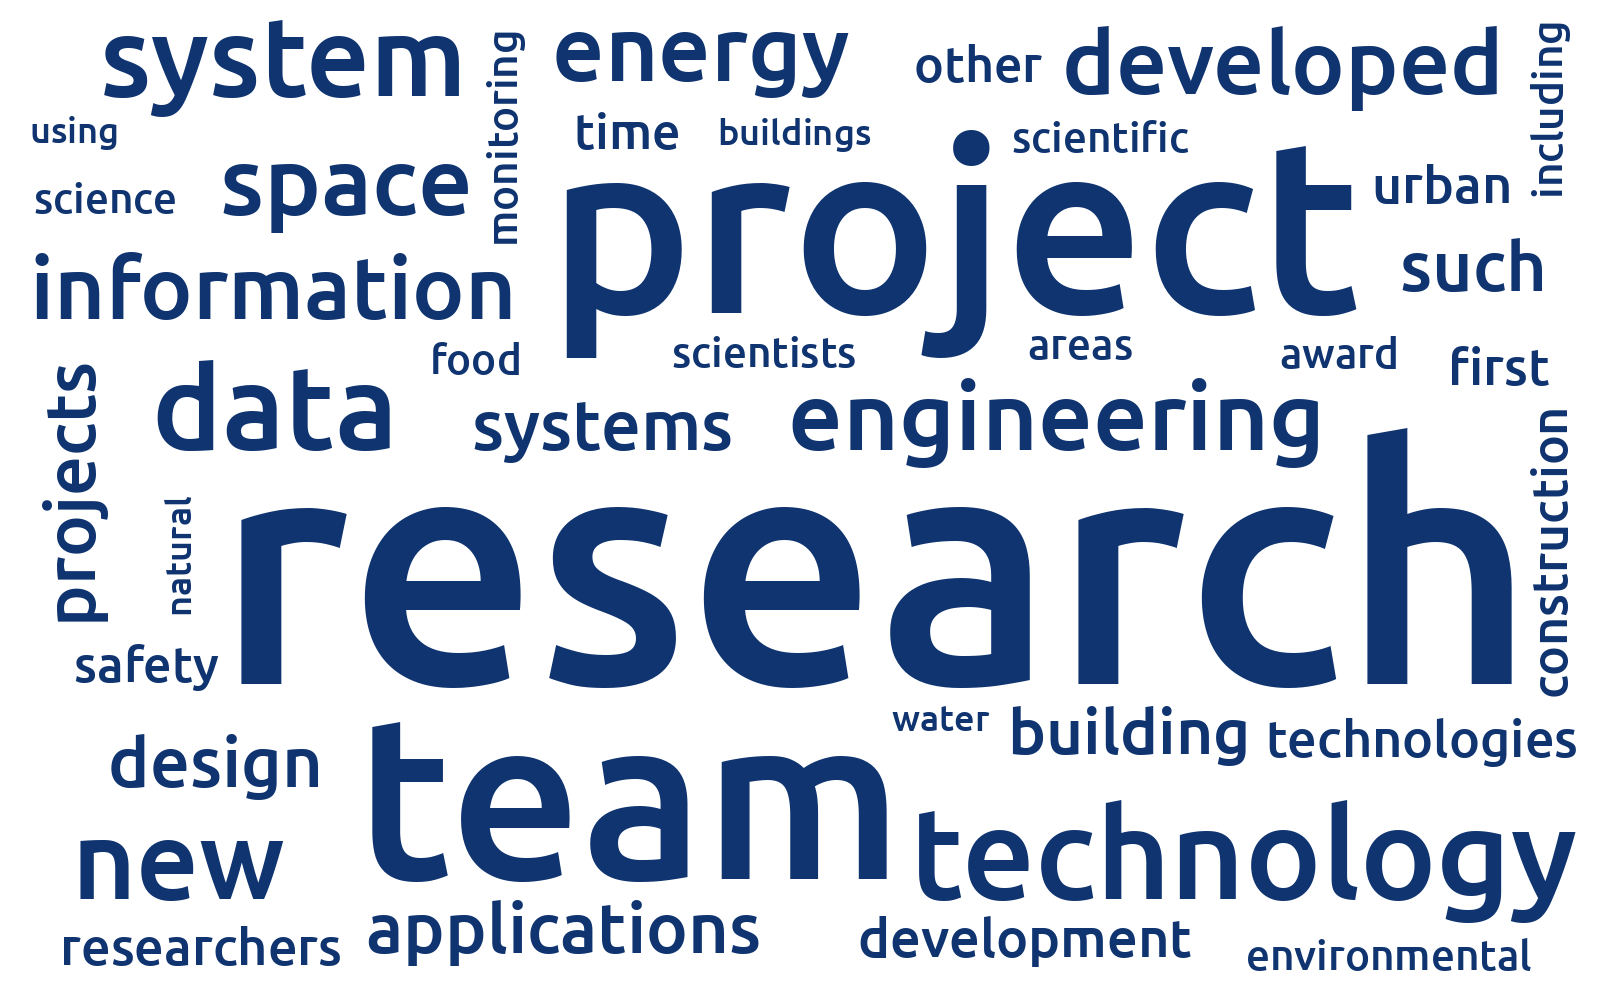 system
energy
other
developed
including
monitoring
using
time
buildings
scientific
science
space
project
urban
information
such
food
scientists
areas
award
first
projects
data
systems
engineering
construction
natural
research
safety
water
building
technologies
design
team
new
technology
researchers
applications
development
environmental